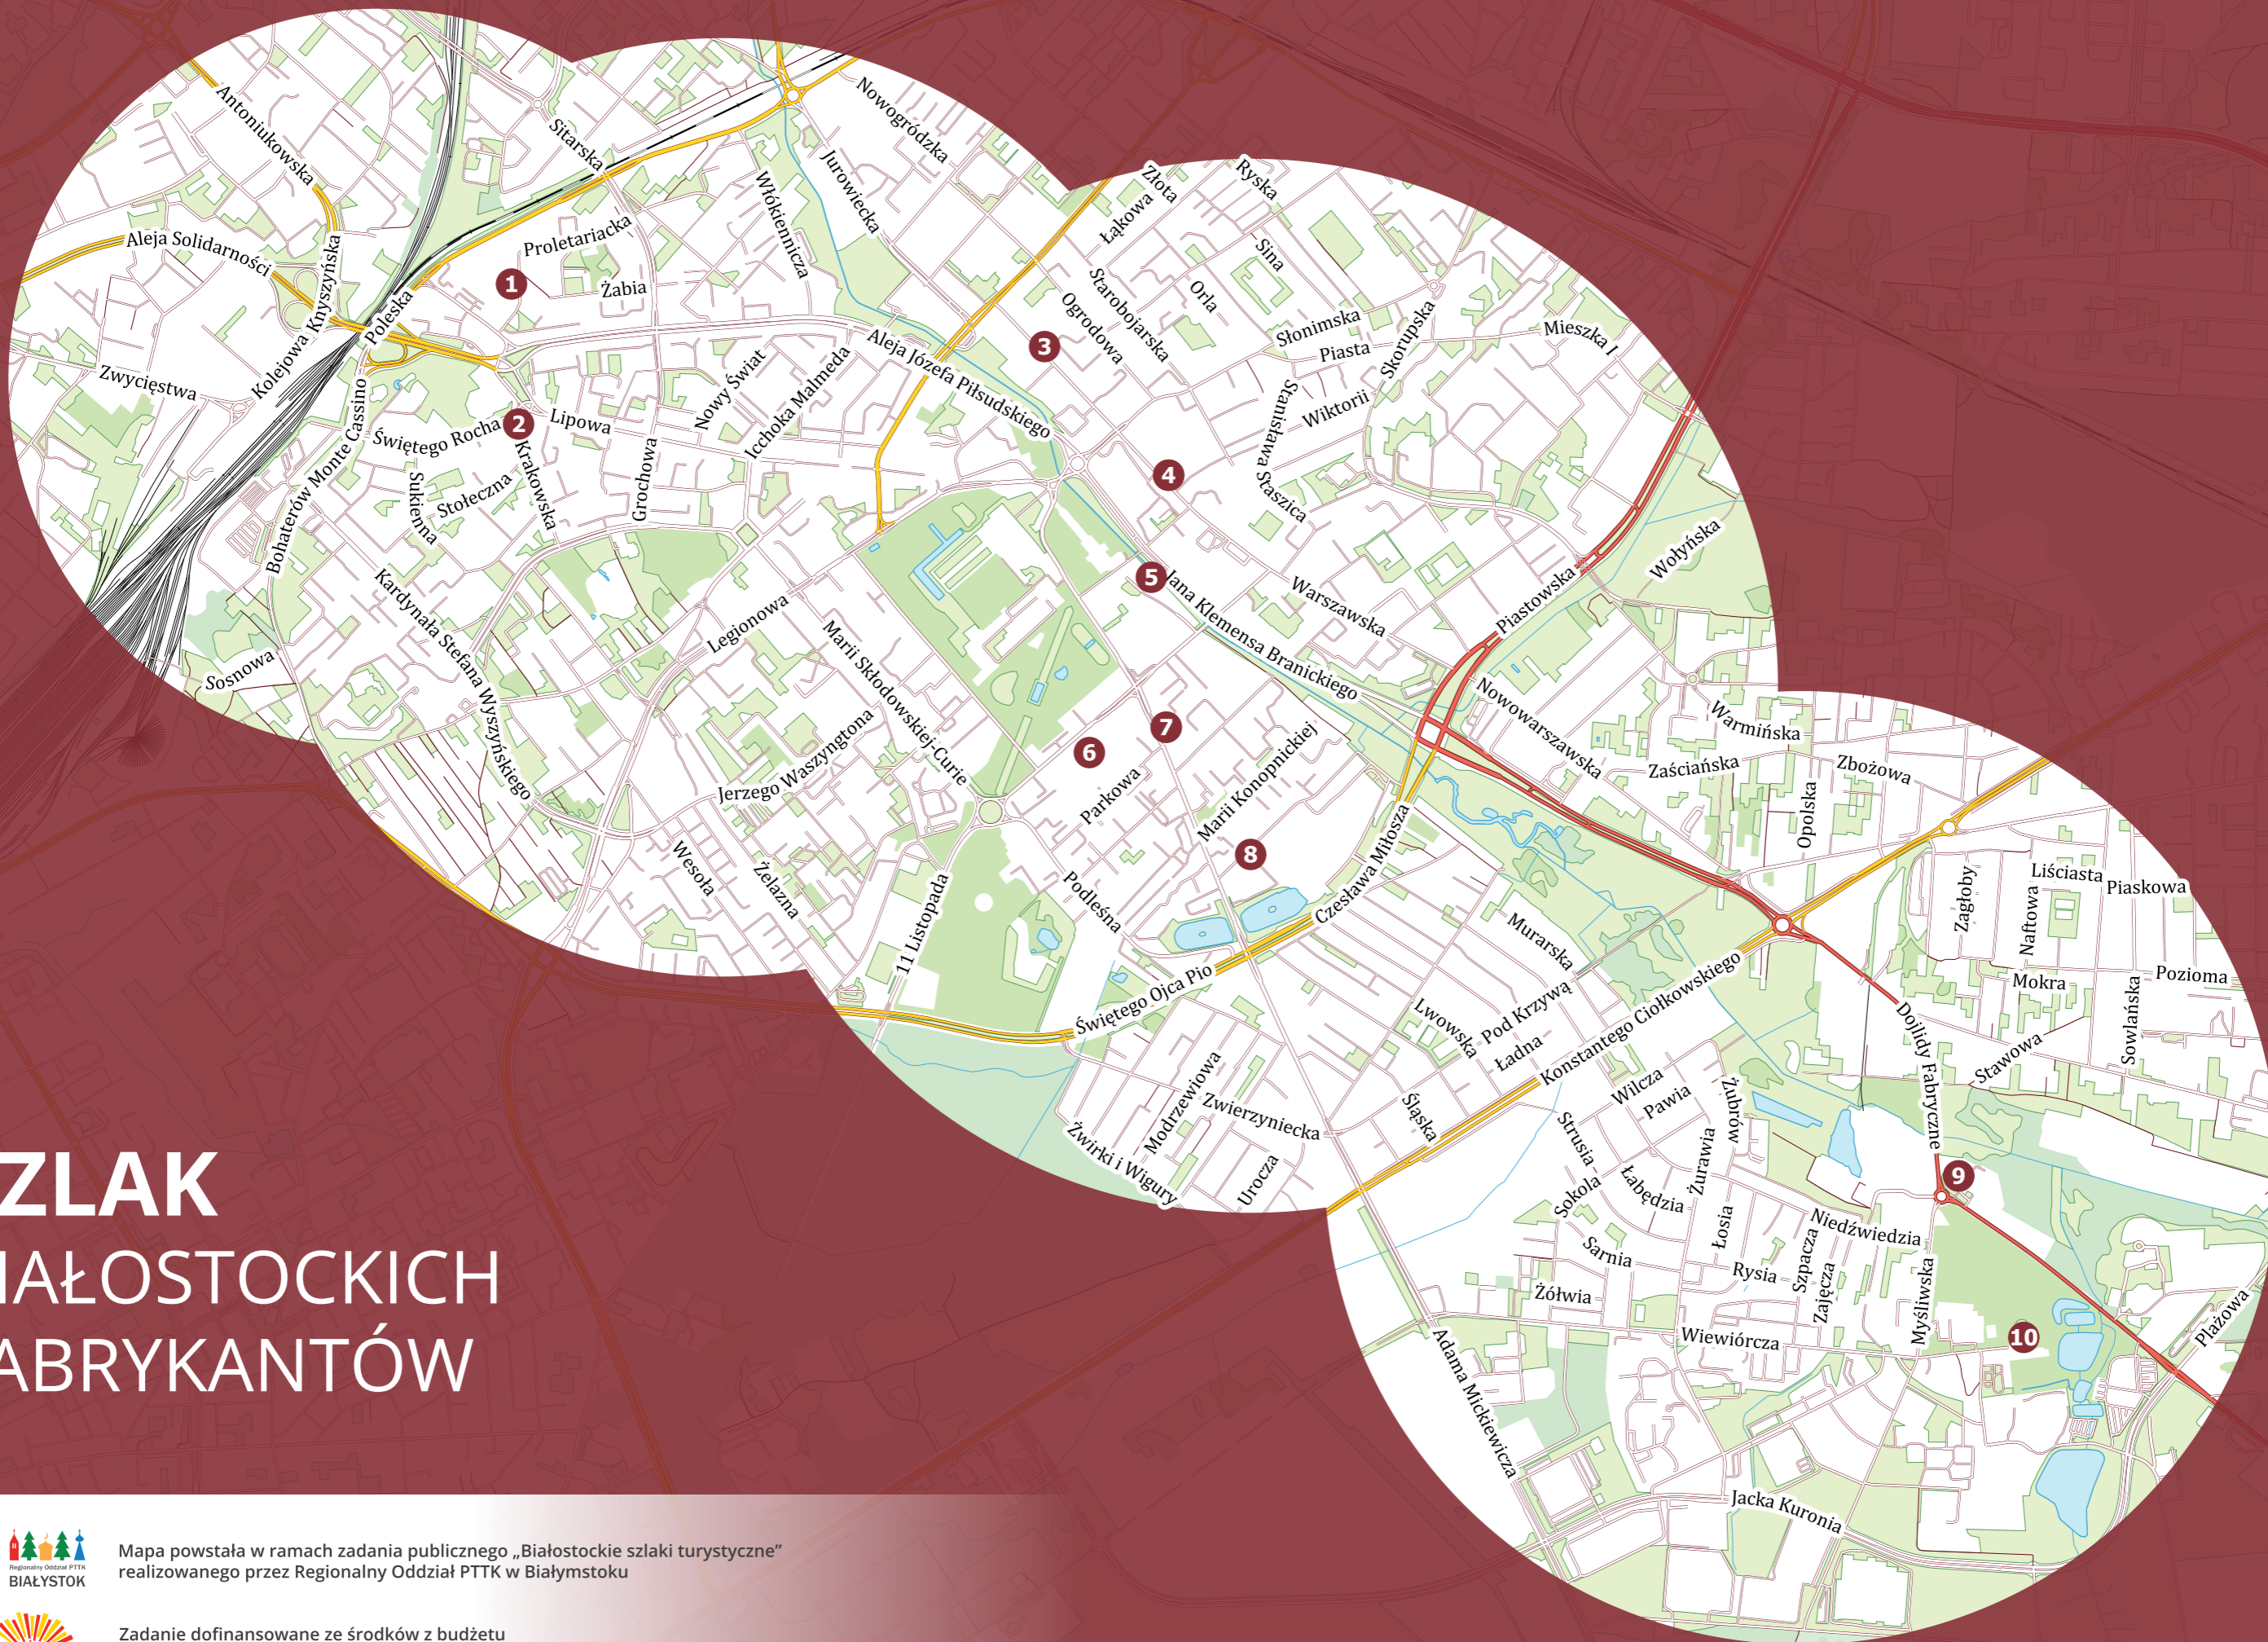 Antoniukowska
Sitarska
Nowogródzka
Jurowiecka
Włókiennicza
Złota
Ryska
Łąkowa
Aleja Solidarności
Knyszyńska
Proletariacka
1
Żabia
Sina
Starobojarska
Orla
Ogrodowa
Poleska
Kolejowa
3
Słonimska
Piasta
Skorupska
Mieszka I
Aleja Józefa Piłsudskiego
Zwycięstwa
Nowy Świat
Icchoka Malmeda
Stanisława Staszica
Wiktorii
Bohaterów Monte Cassino
Świętego Rocha
2
Lipowa
Krakowska
Grochowa
Sukienna
Stołeczna
4
Wołyńska
5
Jana Klemensa Branickiego
Warszawska
Piastowska
Kardynała Stefana Wyszyńskiego
Legionowa
Marii Skłodowskiej-Curie
Sosnowa
Nowowarszawska
Warmińska
Jerzego Waszyngtona
6
7
Parkowa
Marii Konopnickiej
Zaściańska
Zbożowa
Opolska
8
Czesława Miłosza
Wesoła
Żelazna
11 Listopada
Podleśna
Zagłoby
Liściasta
Naftowa
Piaskowa
Murarska
Mokra
Pozioma
Sowlańska
Świętego Ojca Pio
Lwowska
Pod Krzywą
Ładna
Konstantego Ciołkowskiego
Dojlidy Fabryczne
Stawowa
Modrzewiowa
Zwierzyniecka
Żwirki i Wigury
Urocza
Śląska
Wilcza
Pawia
Żubrów
Strusia
Sokola
Łabędzia
Żurawia
Łosia
9
Niedźwiedzia
Sarnia
Rysia
Szpacza
Zajęcza
Myśliwska
Żółwia
Wiewiórcza
10
Plażowa
Adama Mickiewicza
Jacka Kuronia
ZLAK
IAŁOSTOCKICH
ABRYKANTÓW
Regionalny Oddział PTTK
BIAŁYSTOK
Mapa powstała w ramach zadania publicznego „Białostockie szlaki turystyczne”
realizowanego przez Regionalny Oddział PTTK w Białymstoku
Zadanie dofinansowane ze środków z budżetu